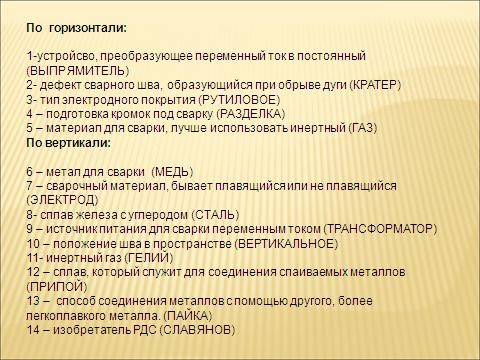 По горизонтали:
1-устройсво, преобразующее переменный ток в постоянный
(ВЫПРЯМИТЕЛЬ)
2- дефект сварного шва, образующийся при обрыве дуги (КРАТЕР)
3- тип электродного покрытия (РУТИЛОВОЕ)
4 – подготовка кромок под сварку (РАЗДЕЛКА)
5 – материал для сварки, лучше использовать инертный (ГАЗ)
По вертикали:
6 – метал для сварки (МЕДЬ)
7 – сварочный материал, бывает плавящийся или не плавящийся
(ЭЛЕКТРОД)
8- сплав железа с углеродом (СТАЛЬ)
9 – источник питания для сварки переменным током (ТРАНСФОРМАТОР)
10 – положение шва в пространстве (ВЕРТИКАЛЬНОЕ)
11- инертный газ (ГЕЛИЙ)
12 – сплав, который служит для соединения спаиваемых металлов
(ПРИПОЙ)
13 – способ соединения металлов с помощью другого, более
легкоплавкого металла. (ПАЙКА)
14 – изобретатель РДС (СЛАВЯНОВ)